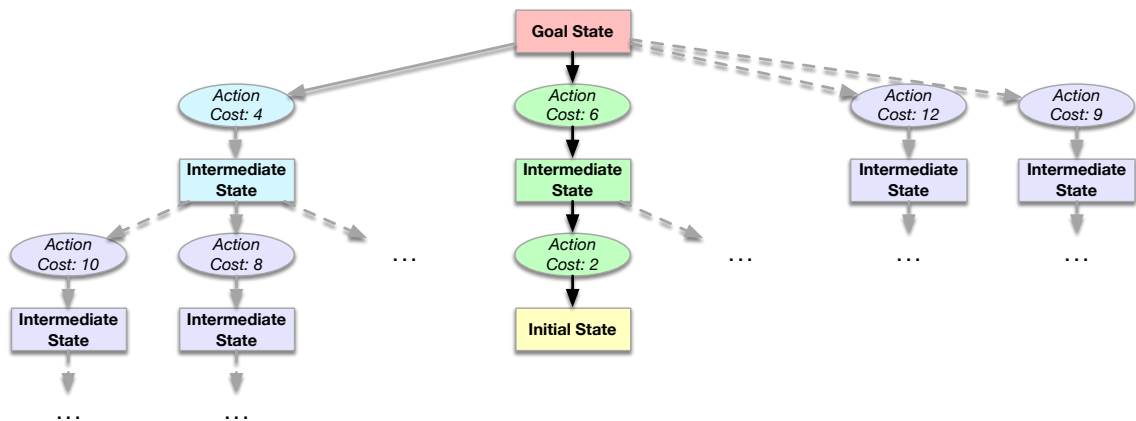 Goal State
Action
Cost: 4
Action
Cost: 6
Action
Cost: 12
Action
Cost: 9
Intermediate
State
Intermediate
State
Intermediate
State
Intermediate
State
Action
Cost: 10
Action
Cost: 8
...
Action
Cost: 2
...
...
...
Intermediate
State
Intermediate
State
Initial State
...
...